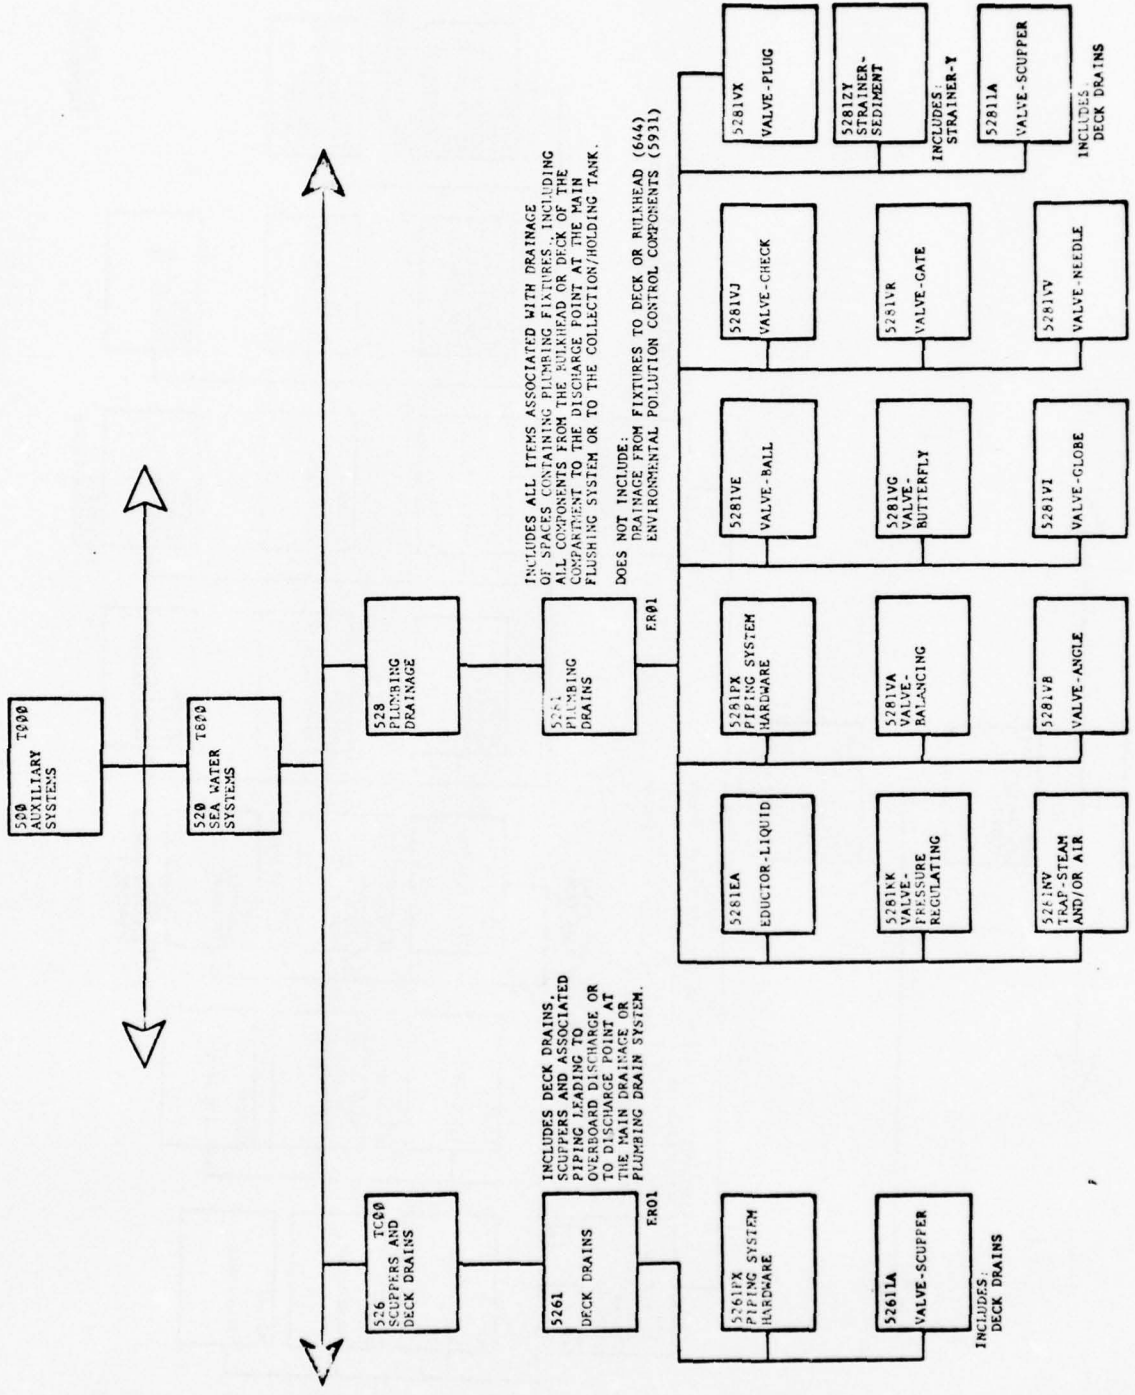 500 T000
AUXILIARY
SYSTEMS
520 T800
SEA WATER
SYSTEMS
526 TC00
SCUPPERS AND
DECK DRAINS
5261
DECK DRAINS
INCLUDES DECK DRAINS,
SCUPPERS AND ASSOCIATED
PIPING LEADING TO
OVERBOARD DISCHARGE OR
TO DISCHARGE POINT AT
THE MAIN DRAINAGE OR
PLUMBING DRAIN SYSTEM.
ER01
5261PX
PIPING SYSTEM
HARDWARE
52611A
VALVE-SCUPPER
INCLUDES:
DECK DRAINS
528
PLUMBING
DRAINAGE
5281
PLUMBING
DRAINS
ER01
INCLUDES ALL ITEMS ASSOCIATED WITH DRAINAGE
OF SPACES CONTAINING PLUMBING FIXTURES, INCLUDING
ALL COMPONENTS FROM THE BULKHEAD OR DECK OF THE
COMPARTMENT TO THE DISCHARGE POINT AT THE MAIN
FLUSHING SYSTEM OR TO THE COLLECTION/HOLDING TANK.
DOES NOT INCLUDE:
DRAINAGE FROM FIXTURES TO DECK OR BULKHEAD (644)
ENVIRONMENTAL POLLUTION CONTROL COMPONENTS (5931)
5281EA
EDUCTOR-LIQUID
5281KK
VALVE-
PRESSURE
REGULATING
5281NV
TRAP-STEAM
AND/OR AIR
5281PX
PIPING SYSTEM
HARDWARE
5281VA
VALVE-
BALANCING
5281VB
VALVE-ANGLE
5281VE
VALVE-BALL
5281VG
VALVE-
BUTTERFLY
5281VI
VALVE-GLOBE
5281VJ
VALVE-CHECK
5281VR
VALVE-GATE
5281VV
VALVE-NEEDLE
5281VX
VALVE-PLUG
5281ZY
STRAINER-
SEDIMENT
INCLUDES:
STRAINER-Y
52811A
VALVE-SCUPPER
INCLUDES:
DECK DRAINS